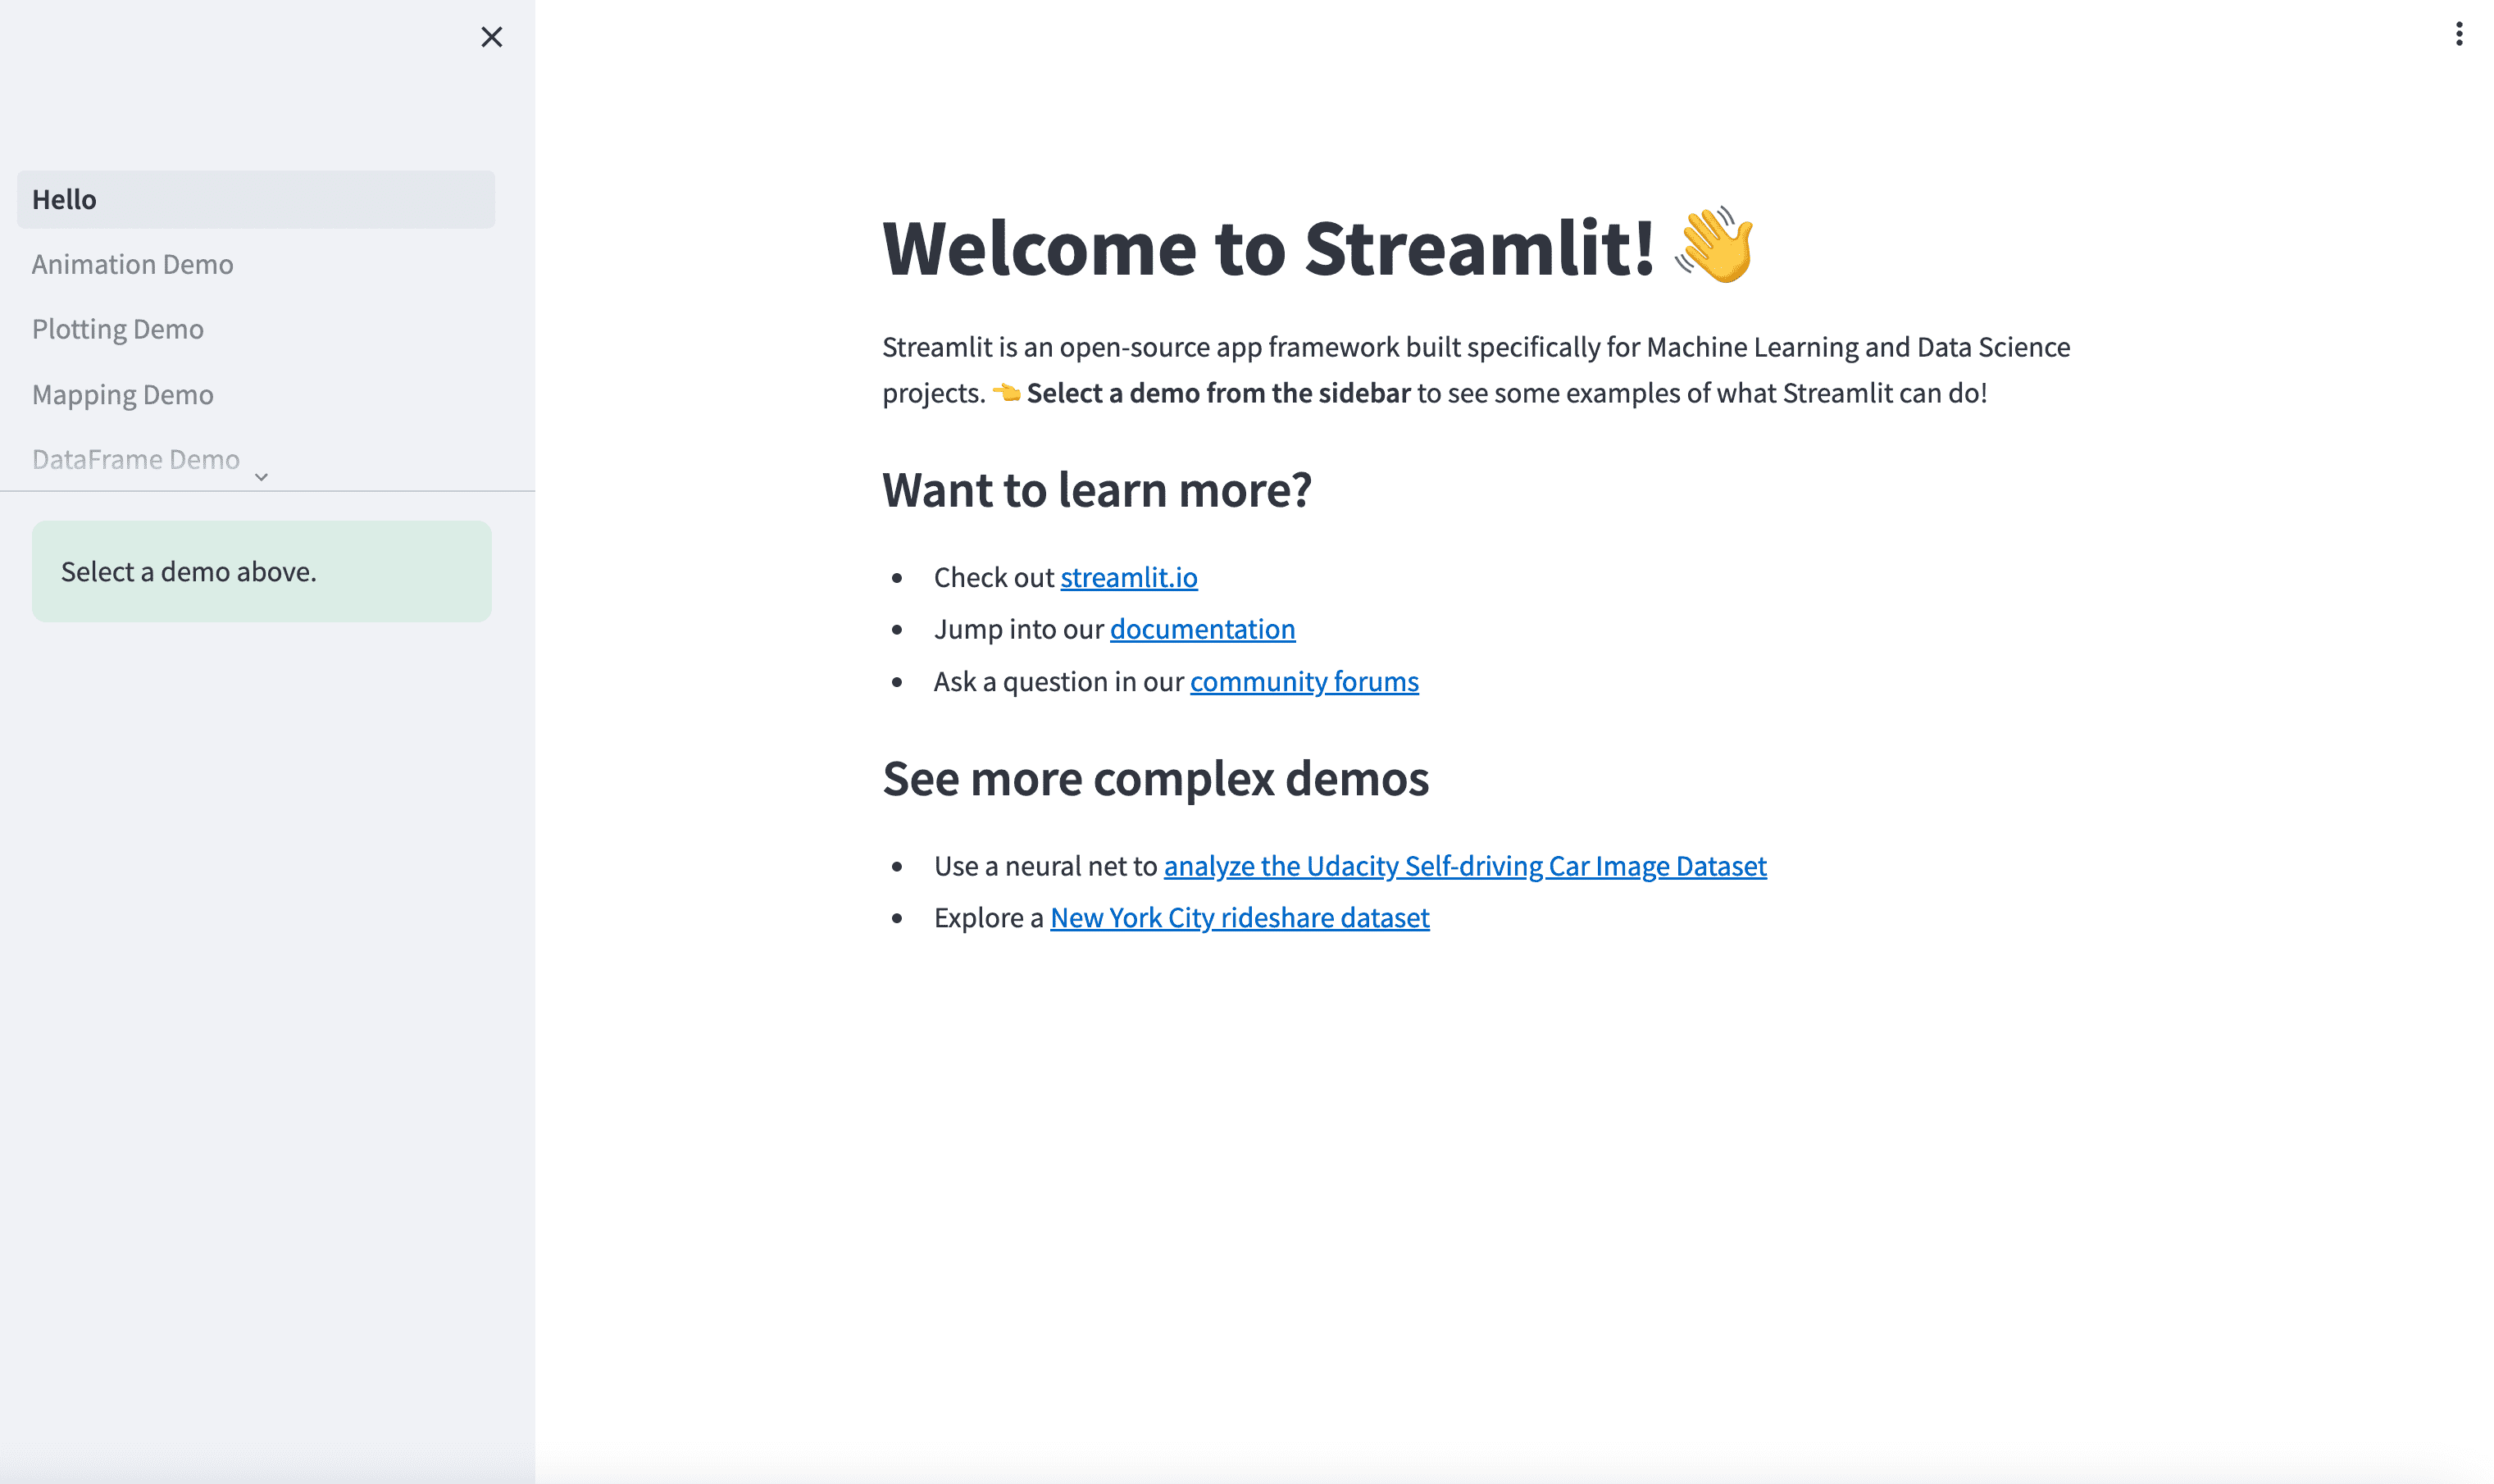 Hello
Animation Demo
Plotting Demo
Mapping Demo
DataFrame Demo
Select a demo above.
Welcome to Streamlit! 👋
Streamlit is an open-source app framework built specifically for Machine Learning and Data Science
projects. 👈 Select a demo from the sidebar to see some examples of what Streamlit can do!
Want to learn more?
• Check out streamlit.io
• Jump into our documentation
• Ask a question in our community forums
See more complex demos
• Use a neural net to analyze the Udacity Self-driving Car Image Dataset
• Explore a New York City rideshare dataset